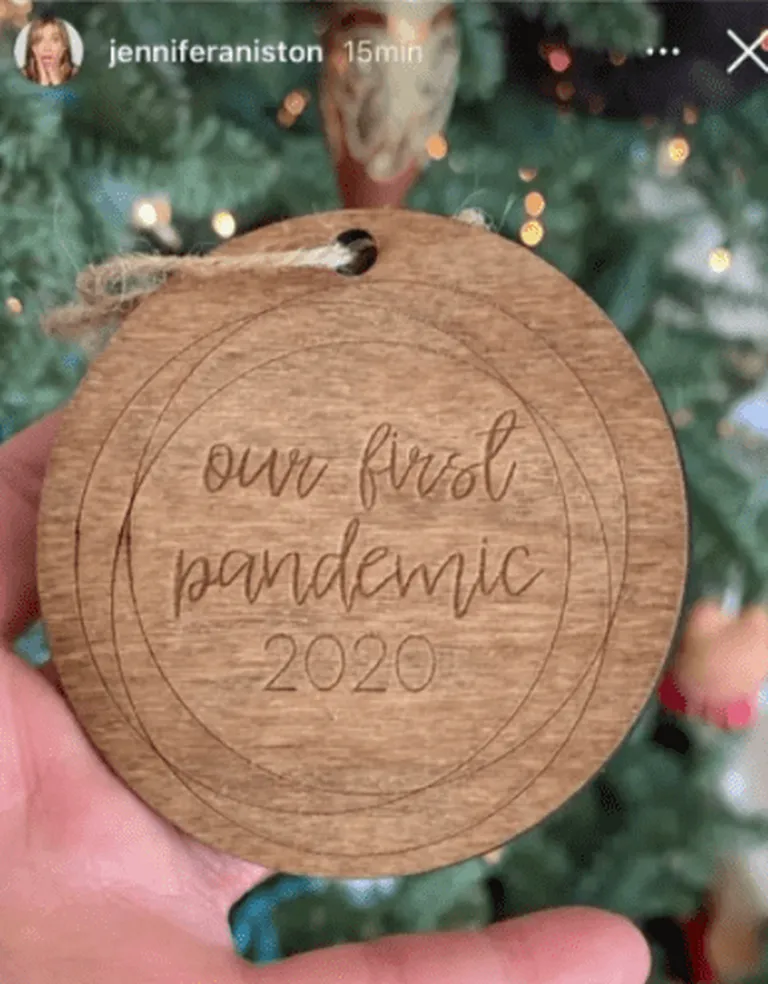 jenniferaniston 15min
our first
pandemic
2020